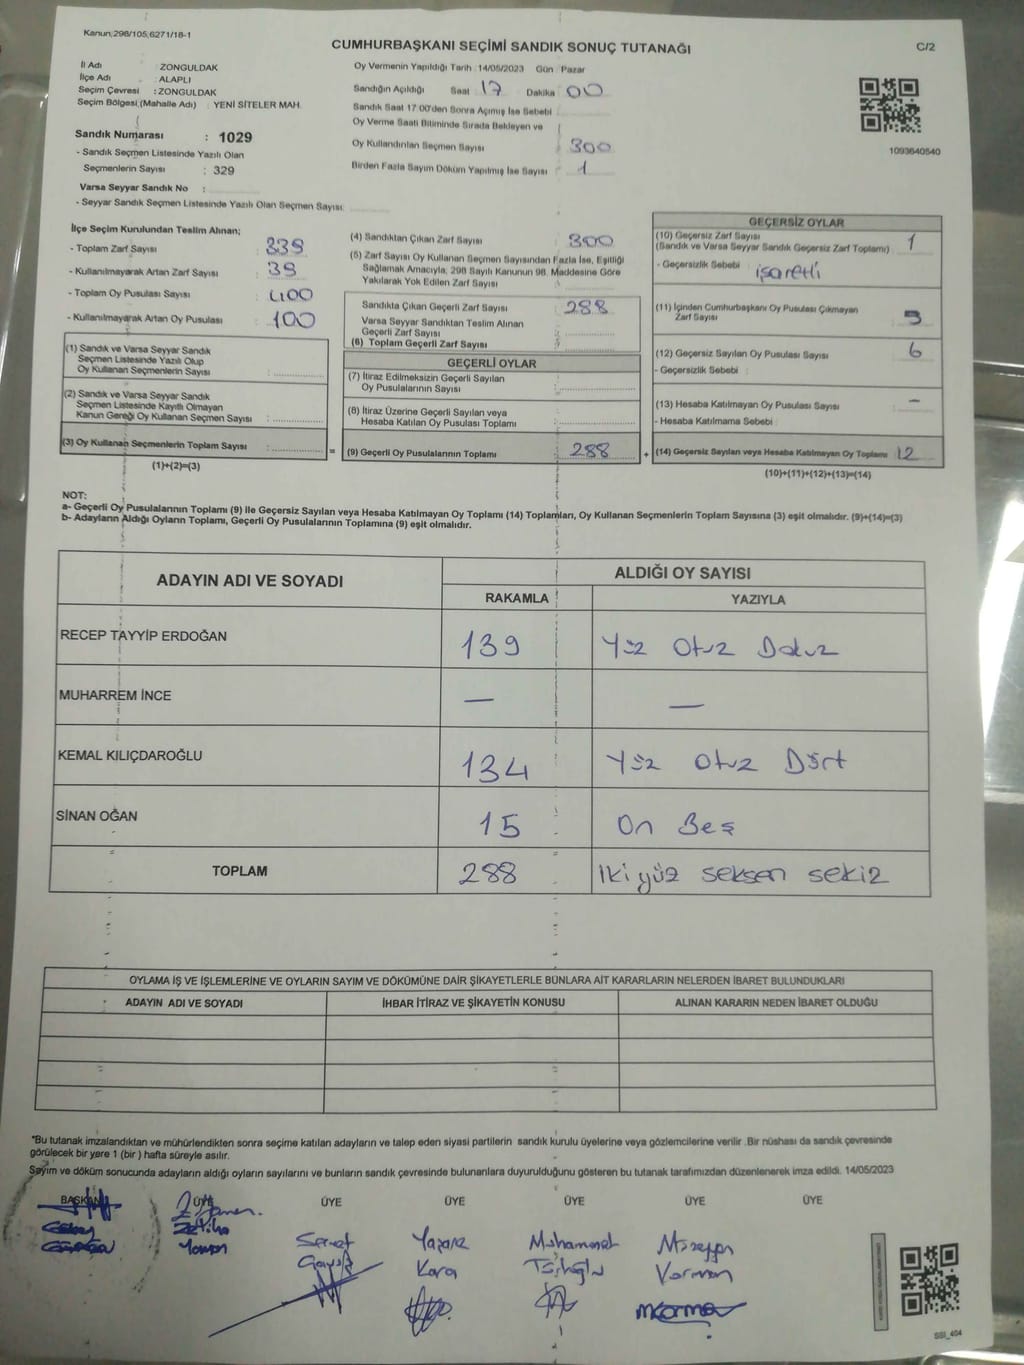 Kanun;298/105,6271/18-1
CUMHURBAŞKANI SEÇİMİ SANDIK SONUÇ TUTANAĞI
C/2
İl Adı : ZONGULDAK
İlçe Adı : ALAPLI
Seçim Çevresi : ZONGULDAK
Seçim Bölgesi,(Mahalle Adı) : YENİ SİTELER MAH.
Sandık Numarası : 1029
- Sandık Seçmen Listesinde Yazılı Olan
Seçmenlerin Sayısı : 329
Varsa Seyyar Sandık No :
- Seyyar Sandık Seçmen Listesinde Yazılı Olan Seçmen Sayısı:
Oy Vermenin Yapıldığı Tarih :14/05/2023 Gün : Pazar
Sandığın Açıldığı Saat : 17 Dakika 00
Sandık Saat 17:00'den Sonra Açımış İse Sebebi
Oy Verme Saati Bitiminde Sırada Bekleyen ve
Oy Kullandırılan Seçmen Sayısı : 300
Birden Fazla Sayım Döküm Yapılmış İse Sayısı : 1
1093640540
İlçe Seçim Kurulundan Teslim Alınan;
- Toplam Zarf Sayısı : 339
- Kullanılmayarak Artan Zarf Sayısı : 39
- Toplam Oy Pusulası Sayısı : 400
- Kullanılmayarak Artan Oy Pusulası : 100
(1) Sandık ve Varsa Seyyar Sandık
Seçmen Listesinde Yazılı Olup
Oy Kullanan Seçmenlerin Sayısı :
(2) Sandık ve Varsa Seyyar Sandık
Seçmen Listesinde Kayıtlı Olmayan
Kanun Gereği Oy Kullanan Seçmen Sayısı :
(3) Oy Kullanan Seçmenlerin Toplam Sayısı :
(1)+(2)=(3)
(4) Sandıktan Çıkan Zarf Sayısı : 300
(5) Zarf Sayısı Oy Kullanan Seçmen Sayısından Fazla İse, Eşitliği
Sağlamak Amacıyla, 298 Sayılı Kanunun 98. Maddesine Göre
Yakılarak Yok Edilen Zarf Sayısı :
Sandıkta Çıkan Geçerli Zarf Sayısı : 288
Varsa Seyyar Sandıktan Teslim Alınan
Geçerli Zarf Sayısı :
(6) Toplam Geçerli Zarf Sayısı :
GEÇERLİ OYLAR
(7) İtiraz Edilmeksizin Geçerli Sayılan
Oy Pusulalarının Sayısı :
(8) İtiraz Üzerine Geçerli Sayılan veya
Hesaba Katılan Oy Pusulası Toplamı :
= (9) Geçerli Oy Pusulalarının Toplamı : 288 +
GEÇERSİZ OYLAR
(10) Geçersiz Zarf Sayısı : 1
(Sandık ve Varsa Seyyar Sandık Geçersiz Zarf Toplamı)
- Geçersizlik Sebebi : işaretli
(11) İçinden Cumhurbaşkanı Oy Pusulası Çıkmayan
Zarf Sayısı
(12) Geçersiz Sayılan Oy Pusulası Sayısı : 6
- Geçersizlik Sebebi :
(13) Hesaba Katılmayan Oy Pusulası Sayısı : –
- Hesaba Katılmama Sebebi :
(14) Geçersiz Sayılan veya Hesaba Katılmayan Oy Toplamı : 12
(10)+(11)+(12)+(13)=(14)
NOT:
a- Geçerli Oy Pusulalarının Toplamı (9) ile Geçersiz Sayılan veya Hesaba Katılmayan Oy Toplamı (14) Toplamları, Oy Kullanan Seçmenlerin Toplam Sayısına (3) eşit olmalıdır. (9)+(14)=(3)
b- Adayların Aldığı Oyların Toplamı, Geçerli Oy Pusulalarının Toplamına (9) eşit olmalıdır.
ADAYIN ADI VE SOYADI ALDIĞI OY SAYISI
RAKAMLA YAZIYLA
RECEP TAYYİP ERDOĞAN 139 Yüz Otuz Dokuz
MUHARREM İNCE — —
KEMAL KILIÇDAROĞLU 134 Yüz Otuz Dört
SİNAN OĞAN 15 On Beş
TOPLAM 288 İki yüz seksen sekiz
OYLAMA İŞ VE İŞLEMLERİNE VE OYLARIN SAYIM VE DÖKÜMÜNE DAİR ŞİKAYETLERLE BUNLARA AİT KARARLARIN NELERDEN İBARET BULUNDUKLARI
ADAYIN ADI VE SOYADI İHBAR İTİRAZ VE ŞİKAYETİN KONUSU ALINAN KARARIN NEDEN İBARET OLDUĞU
*Bu tutanak imzalandıktan ve mühürlendikten sonra seçime katılan adayların ve talep eden siyasi partilerin sandık kurulu üyelerine veya gözlemcilerine verilir .Bir nüshası da sandık çevresinde
görülecek bir yere 1 (bir ) hafta süreyle asılır.
Sayım ve döküm sonucunda adayların aldığı oyların sayılarını ve bunların sandık çevresinde bulunanlara duyurulduğunu gösteren bu tutanak tarafımızdan düzenlenerek imza edildi. 14/05/2023
BAŞKAN ÜYE ÜYE ÜYE ÜYE ÜYE ÜYE
Zeliha Yaman
Yazarız Kara
Muhammet
SSI_404